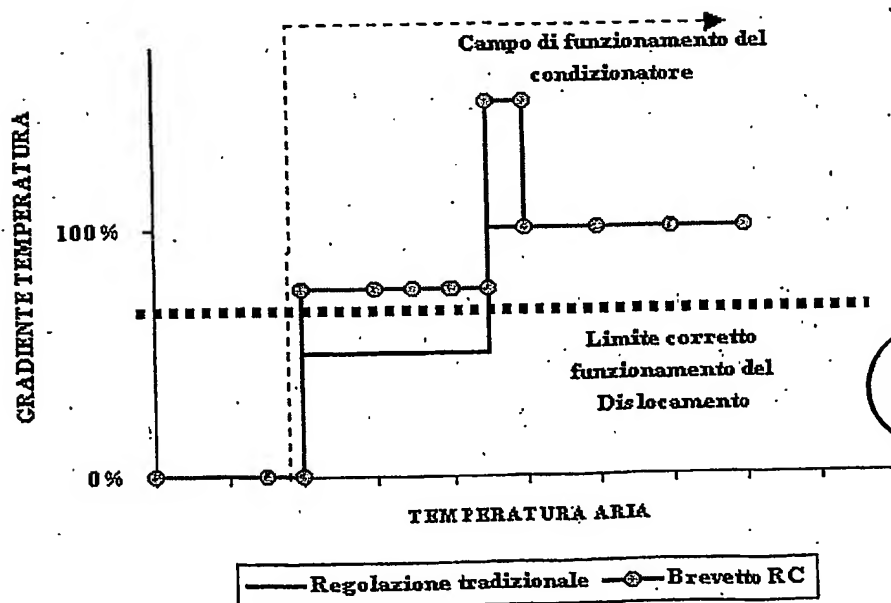 Campo di funzionamento del
condizionatore
GRADIENTE TEMPERATURA
100%
Limite corretto
funzionamento del
Dislocamento
0%
TEMPERATURA ARIA
Regolazione tradizionale
Brevetto RC